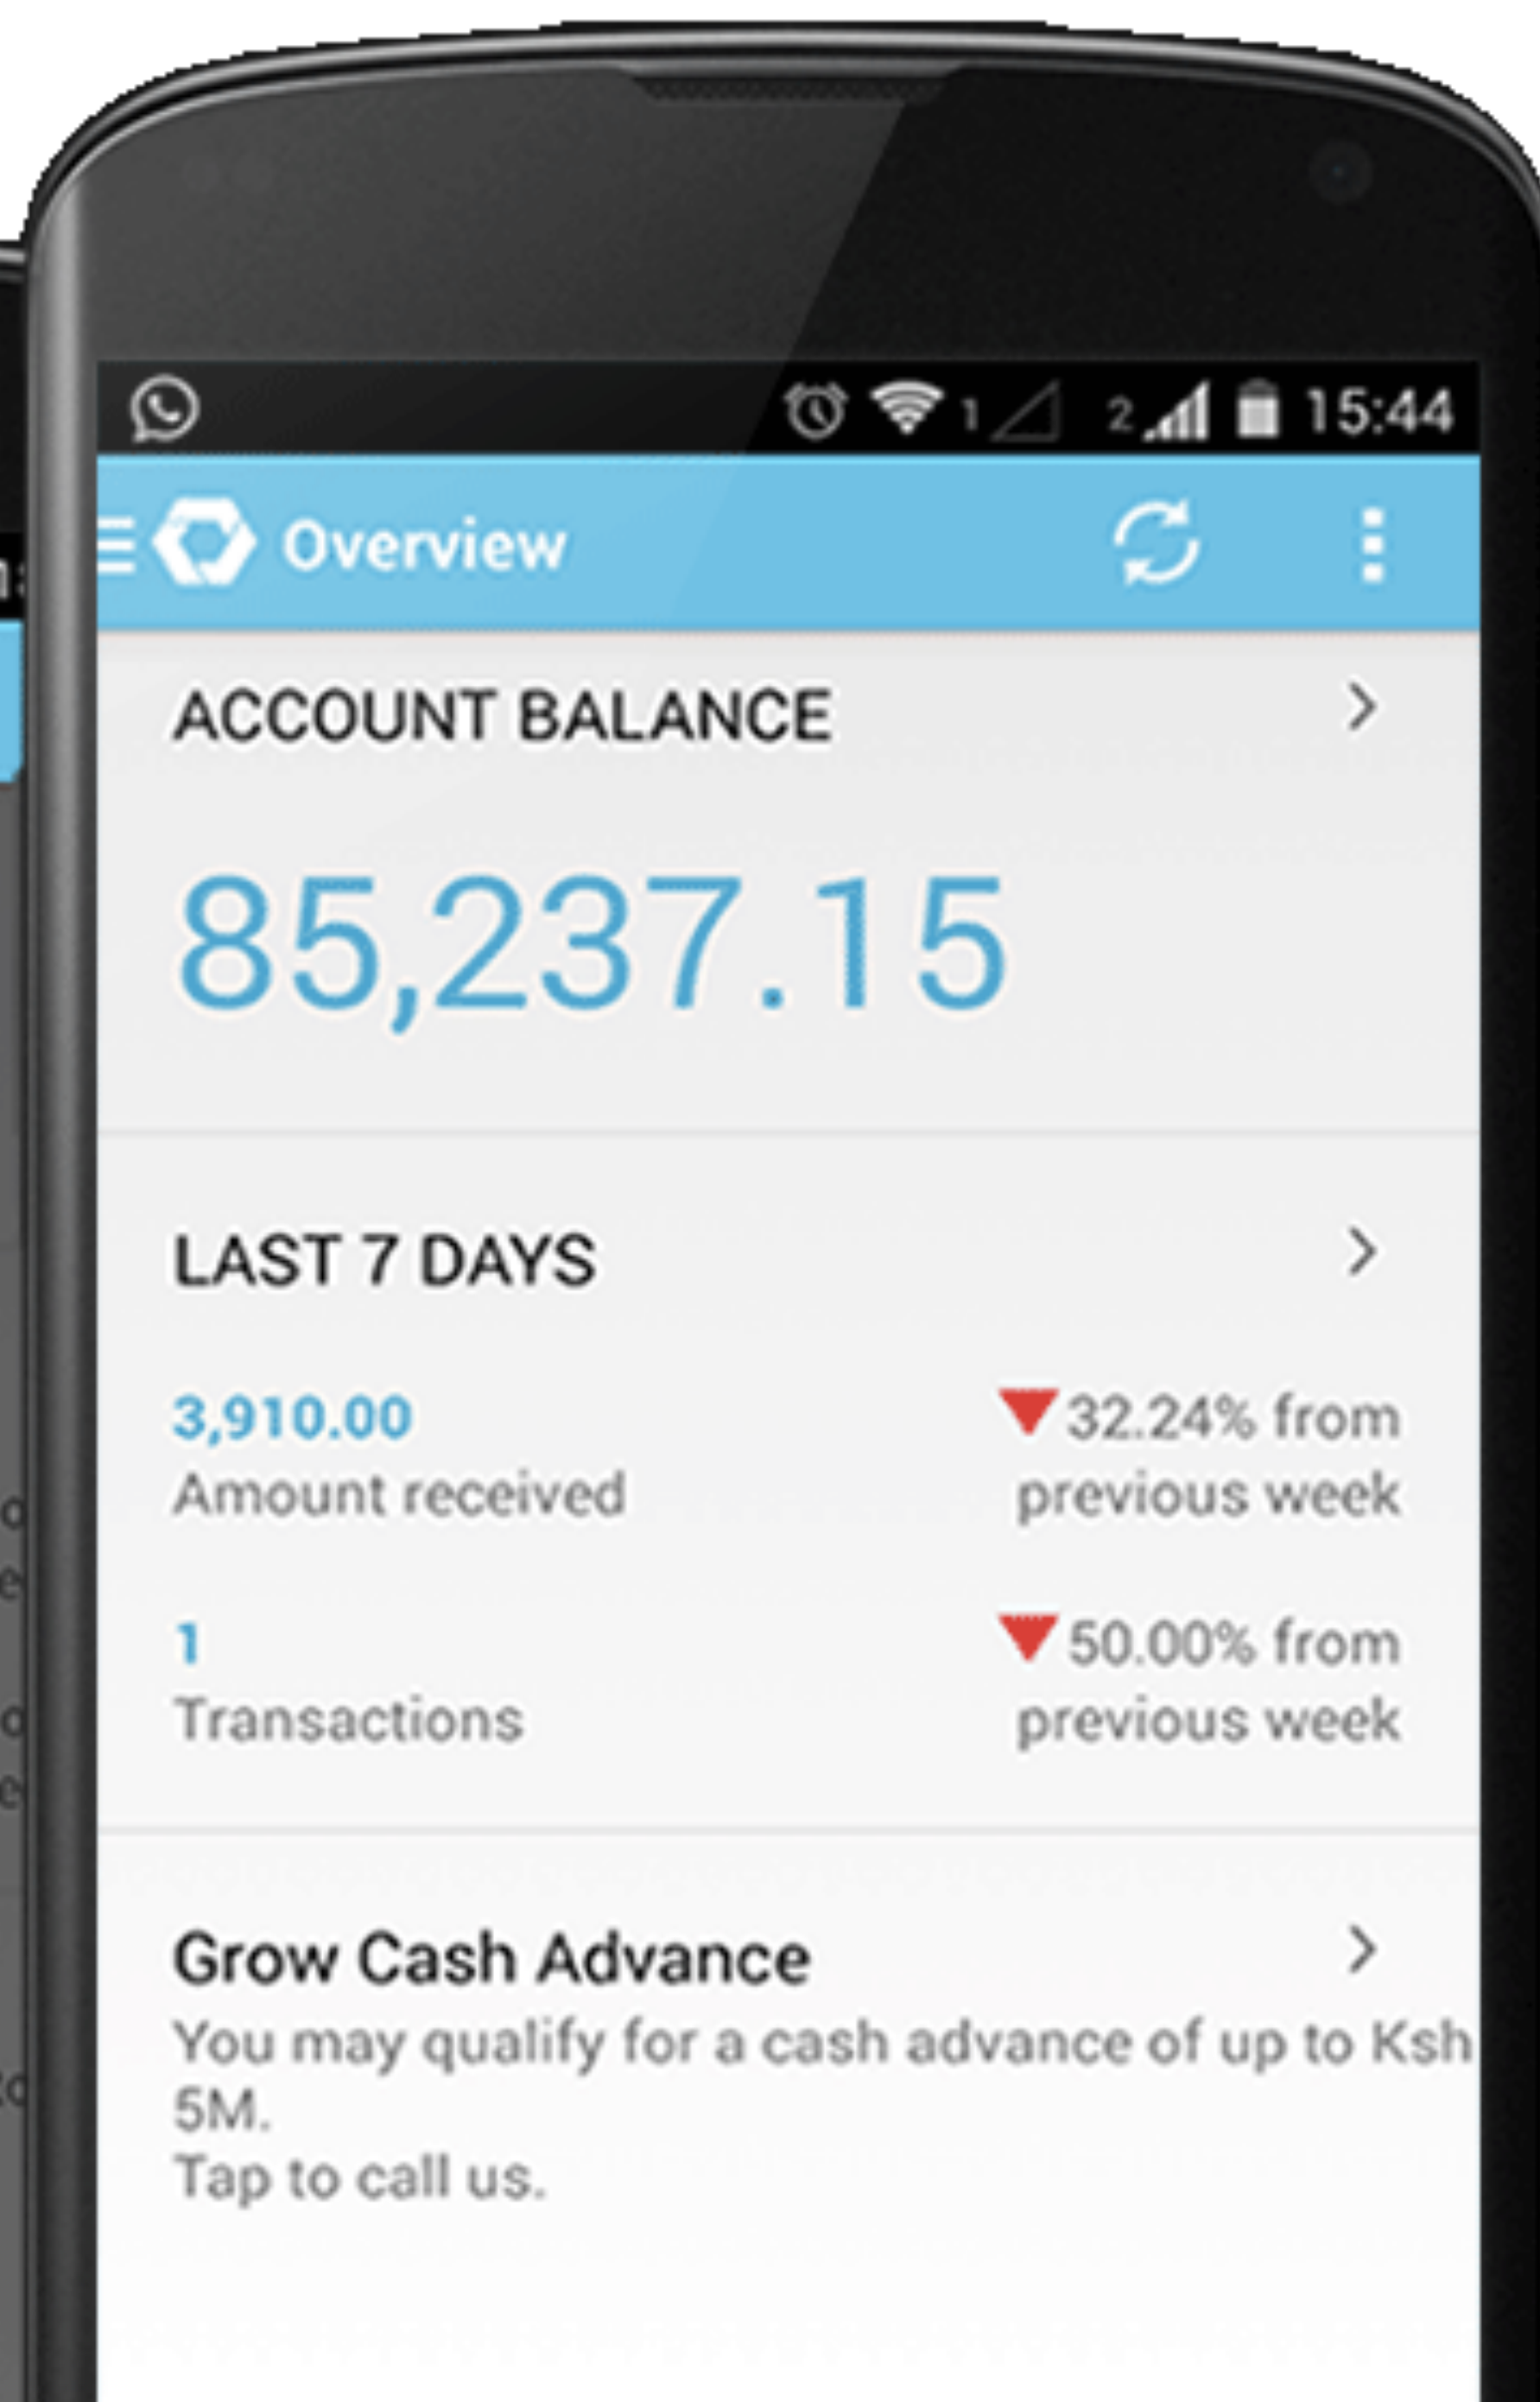 1 2 15:44
Overview
ACCOUNT BALANCE
85,237.15
LAST 7 DAYS
3,910.00
Amount received
32.24% from
previous week
1
Transactions
50.00% from
previous week
Grow Cash Advance
You may qualify for a cash advance of up to Ksh
5M.
Tap to call us.